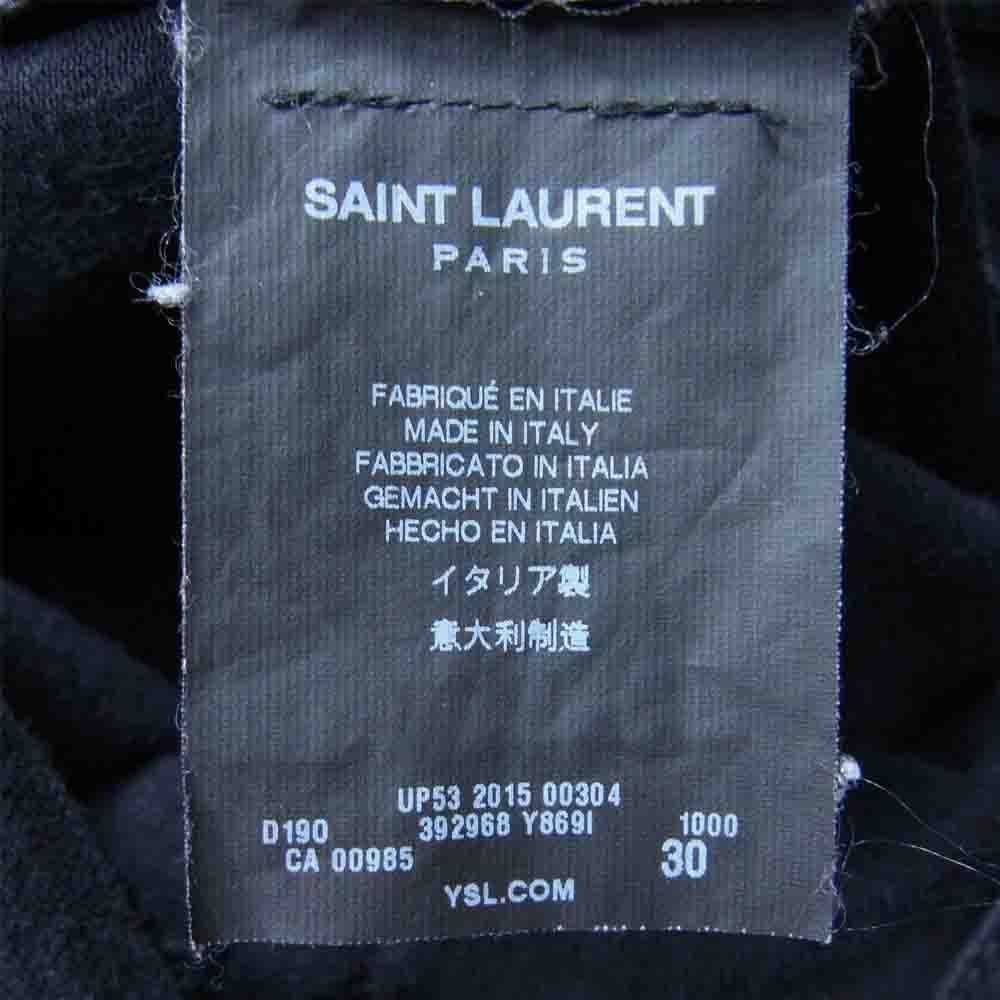 SAINT LAURENT
PARIS
FABRIQUÉ EN ITALIE
MADE IN ITALY
FABBRICATO IN ITALIA
GEMACHT IN ITALIEN
HECHO EN ITALIA
イタリア製
意大利制造
UP53 2015 00304
D190 392968 Y869I 1000
CA 00985 30
YSL.COM